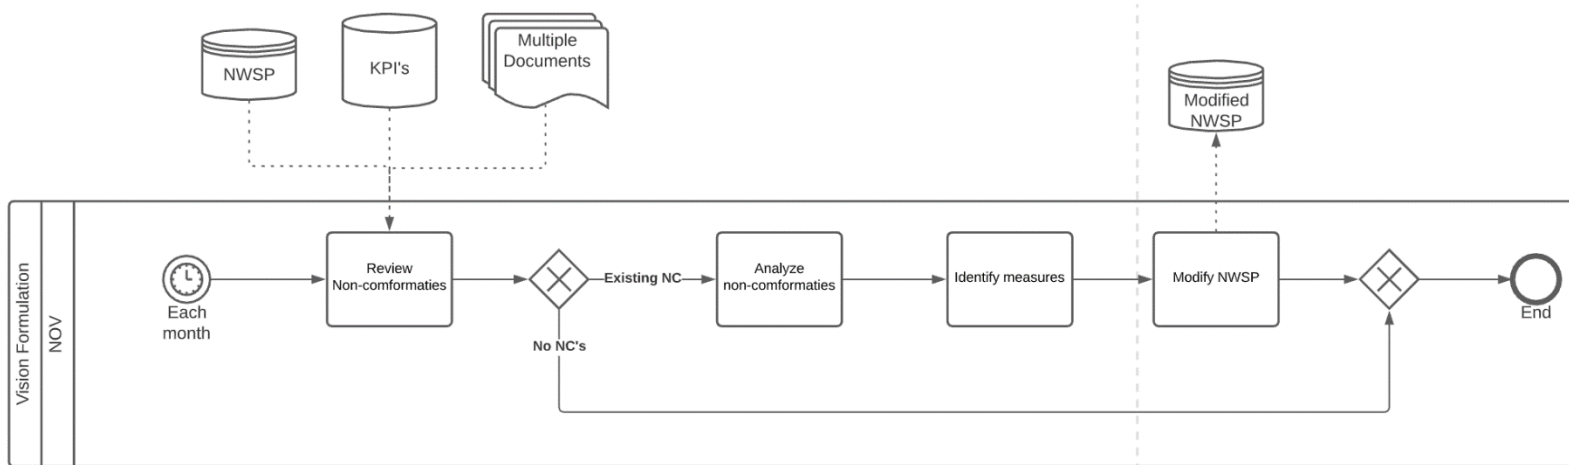 NWSP
KPI's
Multiple
Documents
Modified
NWSP
Vision Formulation
NOV
Each
month
Review
Non-comformaties
Existing NC
No NC's
Analyze
non-comformaties
Identify measures
Modify NWSP
End